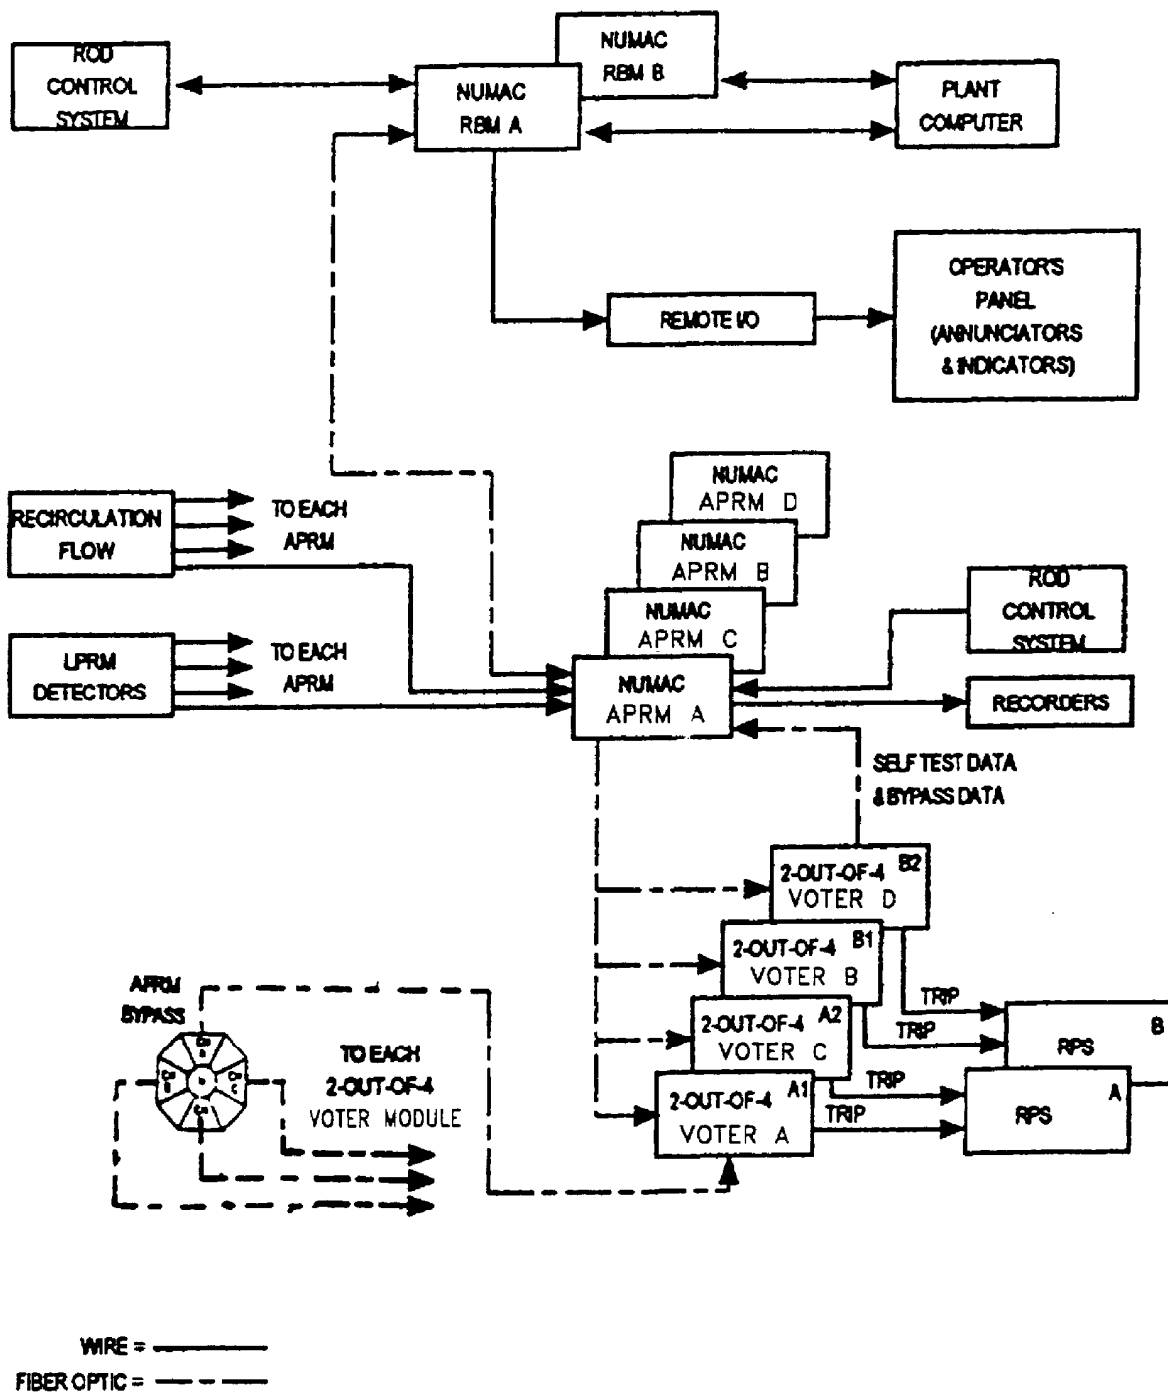 ROD
CONTROL
SYSTEM
NUMAC
RBM B
NUMAC
RBM A
PLANT
COMPUTER
REMOTE I/O
OPERATOR'S
PANEL
(ANNUNCIATORS
& INDICATORS)
RECIRCULATION
FLOW
TO EACH
APRM
LPRM
DETECTORS
TO EACH
APRM
NUMAC
APRM D
NUMAC
APRM B
NUMAC
APRM C
NUMAC
APRM A
ROD
CONTROL
SYSTEM
RECORDERS
SELF TEST DATA
& BYPASS DATA
2-OUT-OF-4 B2
VOTER D
2-OUT-OF-4 B1
VOTER B
2-OUT-OF-4 A2
VOTER C
2-OUT-OF-4 A1
VOTER A
TRIP
TRIP
TRIP
TRIP
B
RPS
A
RPS
APRM
BYPASS
TO EACH
2-OUT-OF-4
VOTER MODULE
WIRE =
FIBER OPTIC =